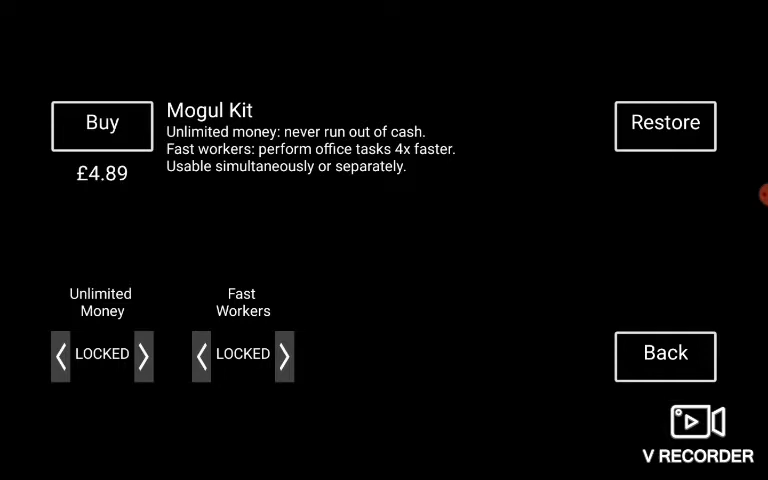 Buy
£4.89
Mogul Kit
Unlimited money: never run out of cash.
Fast workers: perform office tasks 4x faster.
Usable simultaneously or separately.
Restore
Unlimited
Money
LOCKED
Fast
Workers
LOCKED
Back
V RECORDER